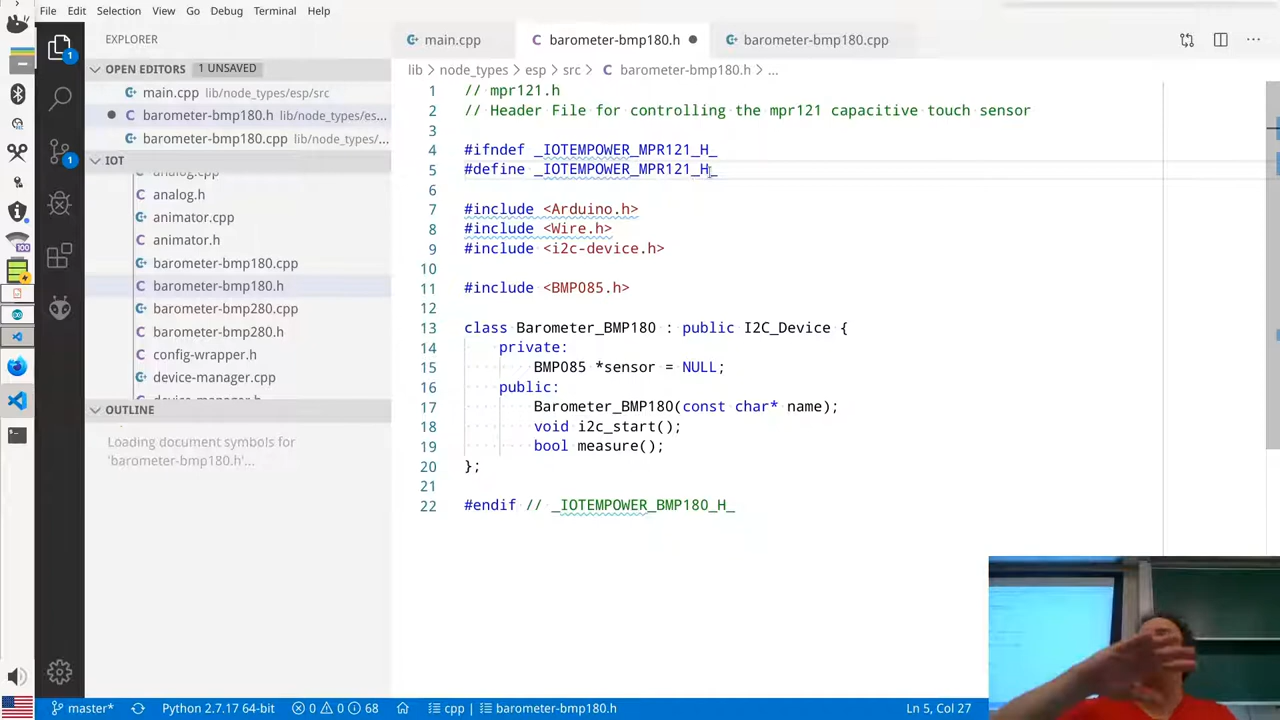 File Edit Selection View Go Debug Terminal Help
EXPLORER
OPEN EDITORS 1 UNSAVED
main.cpp lib/node_types/esp/src
barometer-bmp180.h lib/node_types/es...
barometer-bmp180.cpp lib/node_types/...
IOT
analog.cpp
analog.h
animator.cpp
animator.h
barometer-bmp180.cpp
barometer-bmp180.h
barometer-bmp280.cpp
barometer-bmp280.h
config-wrapper.h
device-manager.cpp
device-manager.h
OUTLINE
Loading document symbols for
'barometer-bmp180.h'...
main.cpp barometer-bmp180.h barometer-bmp180.cpp
lib > node_types > esp > src > C barometer-bmp180.h > ...
1 // mpr121.h
2 // Header File for controlling the mpr121 capacitive touch sensor
3
4 #ifndef _IOTEMPOWER_MPR121_H_
5 #define _IOTEMPOWER_MPR121_H_
6
7 #include <Arduino.h>
8 #include <Wire.h>
9 #include <i2c-device.h>
10
11 #include <BMP085.h>
12
13 class Barometer_BMP180 : public I2C_Device {
14 private:
15 BMP085 *sensor = NULL;
16 public:
17 Barometer_BMP180(const char* name);
18 void i2c_start();
19 bool measure();
20 };
21
22 #endif // _IOTEMPOWER_BMP180_H_
master* Python 2.7.17 64-bit 0 0 68 cpp | barometer-bmp180.h Ln 5, Col 27